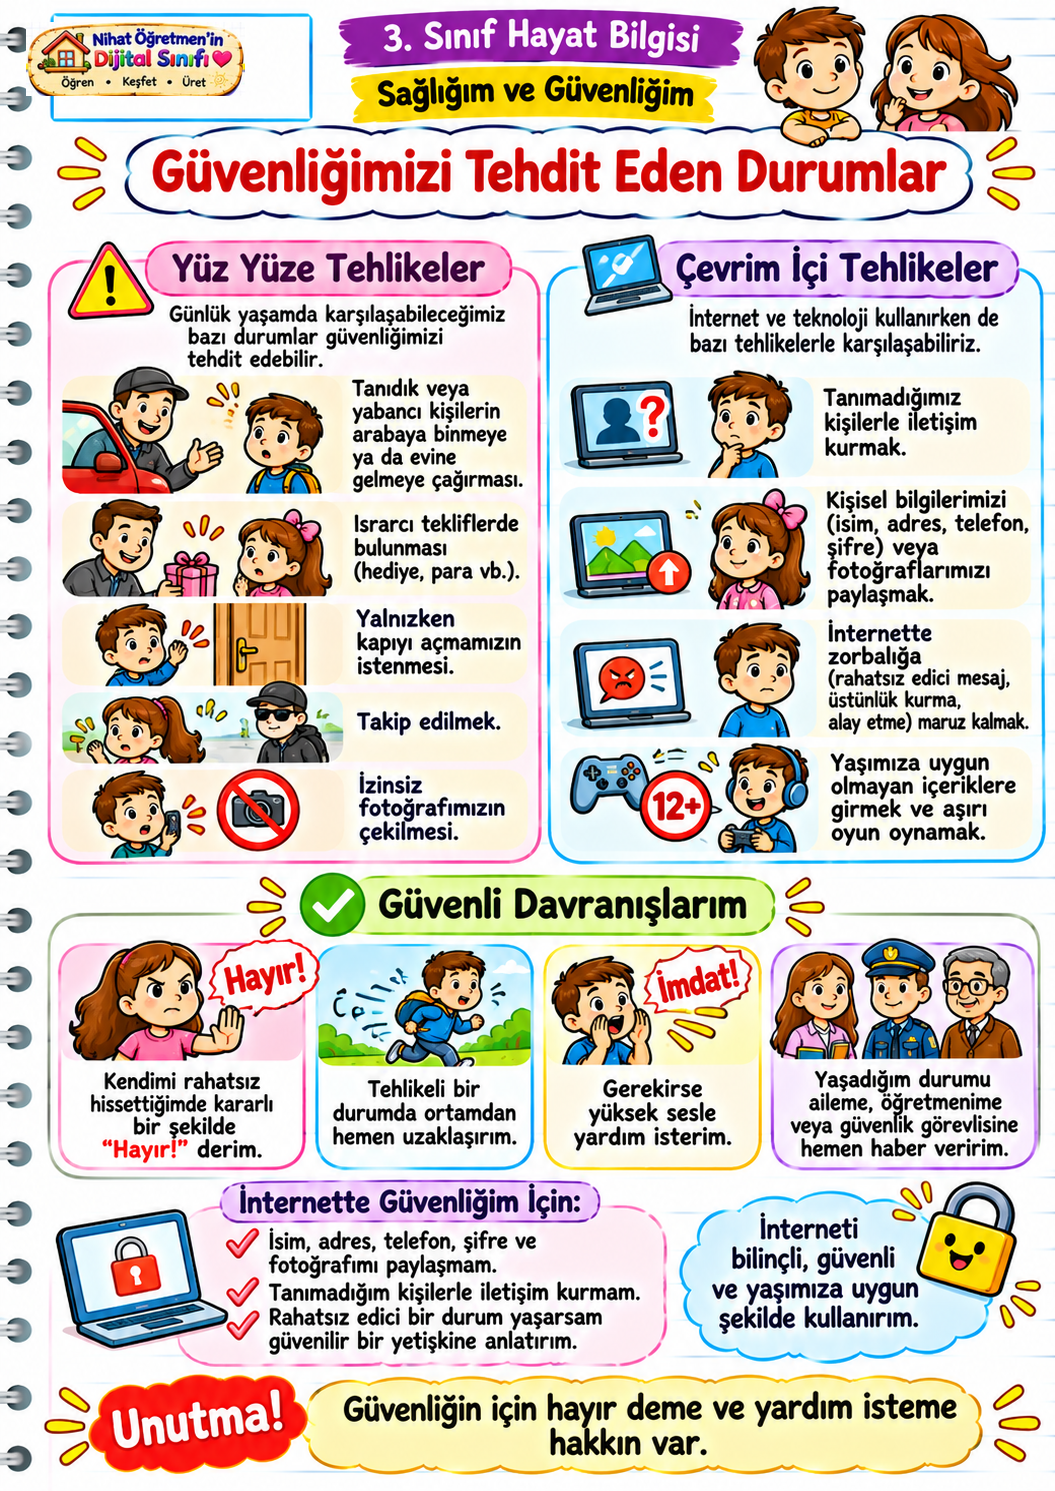 Nihat Öğretmen'in
Dijital Sınıfı
Öğren • Keşfet • Üret
3. Sınıf Hayat Bilgisi
Sağlığım ve Güvenliğim
Güvenliğimizi Tehdit Eden Durumlar
Yüz Yüze Tehlikeler
Günlük yaşamda karşılaşabileceğimiz
bazı durumlar güvenliğimizi
tehdit edebilir.
Tanıdık veya
yabancı kişilerin
arabaya binmeye
ya da evine
gelmeye çağırması.
Israrcı tekliflerde
bulunması
(hediye, para vb.).
Yalnızken
kapıyı açmamızın
istenmesi.
Takip edilmek.
İzinsiz
fotoğrafımızın
çekilmesi.
Çevrim İçi Tehlikeler
İnternet ve teknoloji kullanırken de
bazı tehlikelerle karşılaşabiliriz.
?
Tanımadığımız
kişilerle iletişim
kurmak.
Kişisel bilgilerimizi
(isim, adres, telefon,
şifre) veya
fotoğraflarımızı
paylaşmak.
İnternette
zorbalığa
(rahatsız edici mesaj,
üstünlük kurma,
alay etme) maruz kalmak.
12+
Yaşımıza uygun
olmayan içeriklere
girmek ve aşırı
oyun oynamak.
Güvenli Davranışlarım
Hayır!
Kendimi rahatsız
hissettiğimde kararlı
bir şekilde
"Hayır!" derim.
Tehlikeli bir
durumda ortamdan
hemen uzaklaşırım.
İmdat!
Gerekirse
yüksek sesle
yardım isterim.
Yaşadığım durumu
aileme, öğretmenime
veya güvenlik görevlisine
hemen haber veririm.
İnternette Güvenliğim İçin:
İsim, adres, telefon, şifre ve
fotoğrafımı paylaşmam.
Tanımadığım kişilerle iletişim kurmam.
Rahatsız edici bir durum yaşarsam
güvenilir bir yetişkine anlatırım.
İnterneti
bilinçli, güvenli
ve yaşımıza uygun
şekilde kullanırım.
Unutma!
Güvenliğin için hayır deme ve yardım isteme
hakkın var.